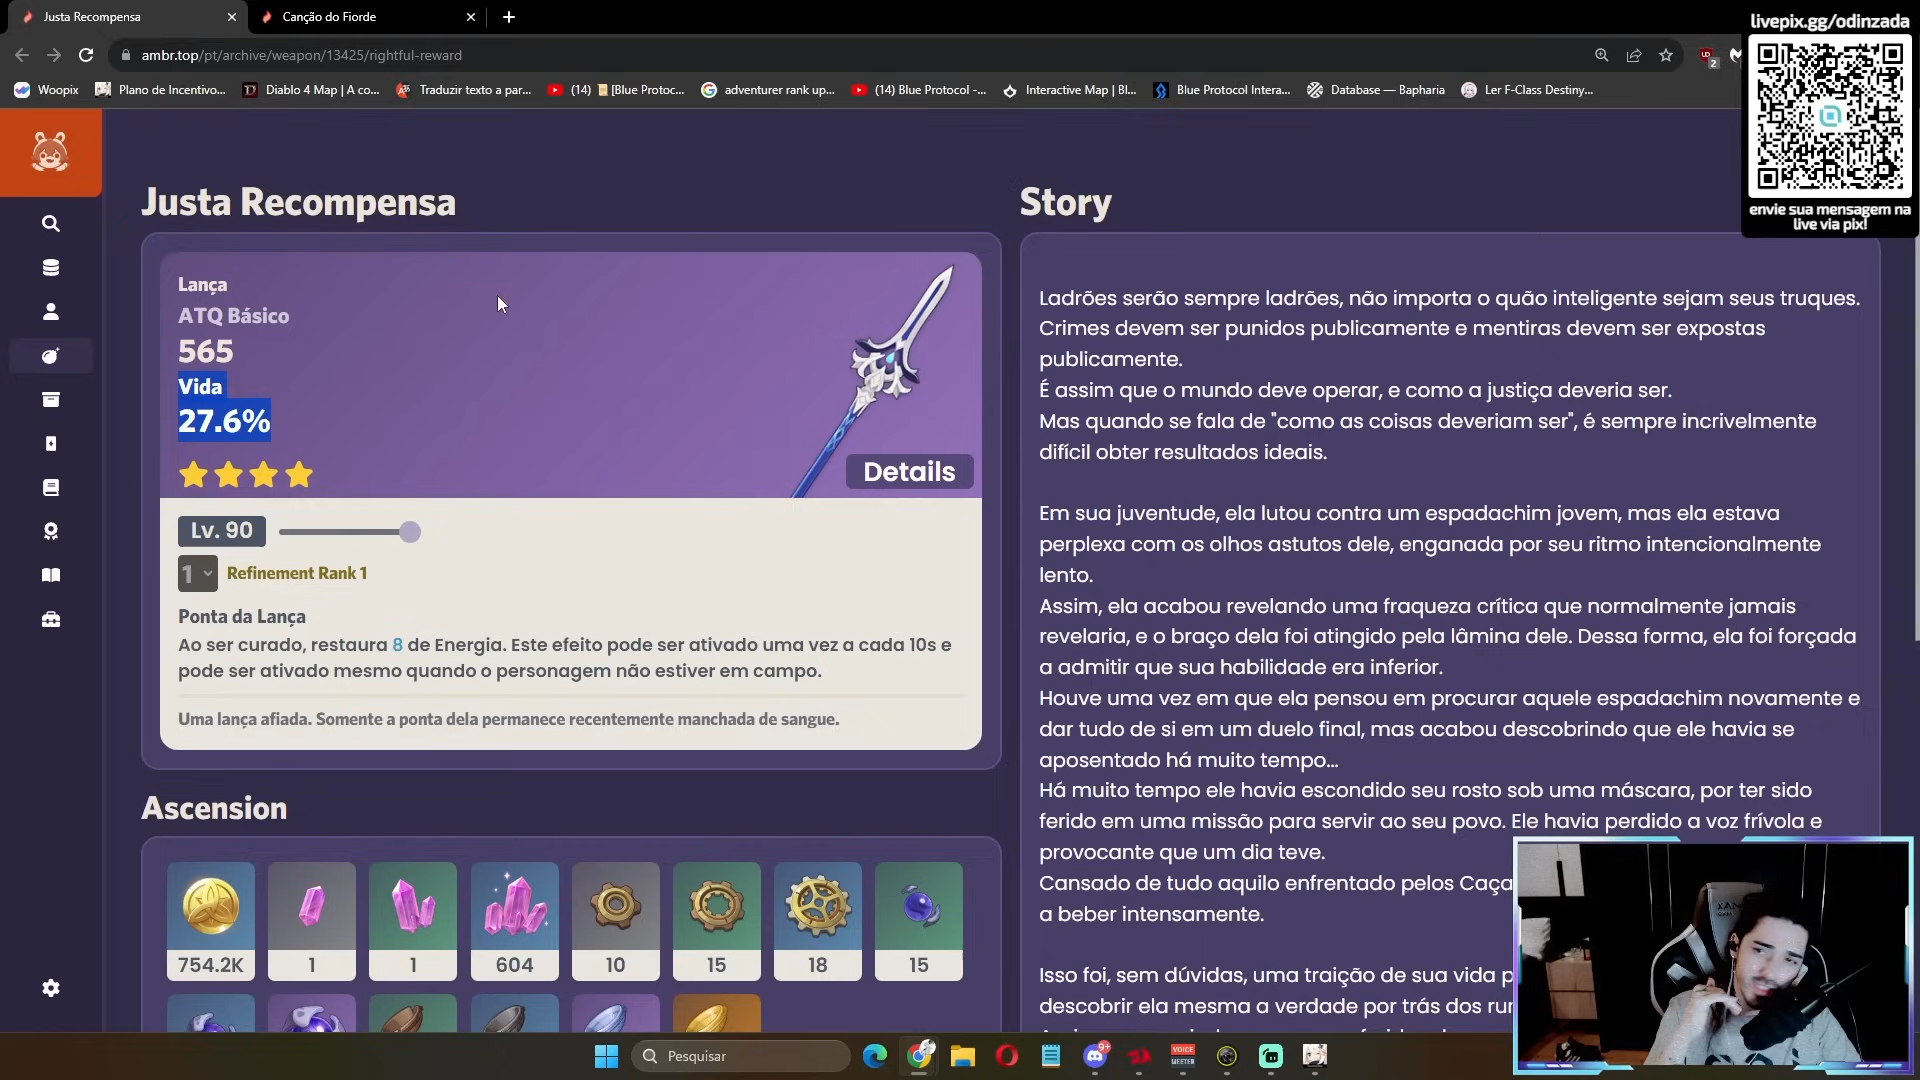 Justa Recompensa
Canção do Fiorde
livepix.gg/odinzada
ambr.top/pt/archive/weapon/13425/rightful-reward
2
Woopix
Plano de Incentivo...
Diablo 4 Map | A co...
Traduzir texto a par...
(14) [Blue Protoc...
adventurer rank up...
(14) Blue Protocol -...
Interactive Map | Bl...
Blue Protocol Intera...
Database — Bapharia
Ler F-Class Destiny...
envie sua mensagem na
live via pix!
Justa Recompensa
Lança
ATQ Básico
565
Vida
27.6%
Details
Lv. 90
1
Refinement Rank 1
Ponta da Lança
Ao ser curado, restaura 8 de Energia. Este efeito pode ser ativado uma vez a cada 10s e
pode ser ativado mesmo quando o personagem não estiver em campo.
Uma lança afiada. Somente a ponta dela permanece recentemente manchada de sangue.
Ascension
754.2K
1
1
604
10
15
18
15
Story
Ladrões serão sempre ladrões, não importa o quão inteligente sejam seus truques.
Crimes devem ser punidos publicamente e mentiras devem ser expostas
publicamente.
É assim que o mundo deve operar, e como a justiça deveria ser.
Mas quando se fala de "como as coisas deveriam ser", é sempre incrivelmente
difícil obter resultados ideais.
Em sua juventude, ela lutou contra um espadachim jovem, mas ela estava
perplexa com os olhos astutos dele, enganada por seu ritmo intencionalmente
lento.
Assim, ela acabou revelando uma fraqueza crítica que normalmente jamais
revelaria, e o braço dela foi atingido pela lâmina dele. Dessa forma, ela foi forçada
a admitir que sua habilidade era inferior.
Houve uma vez em que ela pensou em procurar aquele espadachim novamente e
dar tudo de si em um duelo final, mas acabou descobrindo que ele havia se
aposentado há muito tempo...
Há muito tempo ele havia escondido seu rosto sob uma máscara, por ter sido
ferido em uma missão para servir ao seu povo. Ele havia perdido a voz frívola e
provocante que um dia teve.
Cansado de tudo aquilo enfrentado pelos Caça
a beber intensamente.
Isso foi, sem dúvidas, uma traição de sua vida p
descobrir ela mesma a verdade por trás dos rur
Pesquisar
9+
VOICE
MEETER